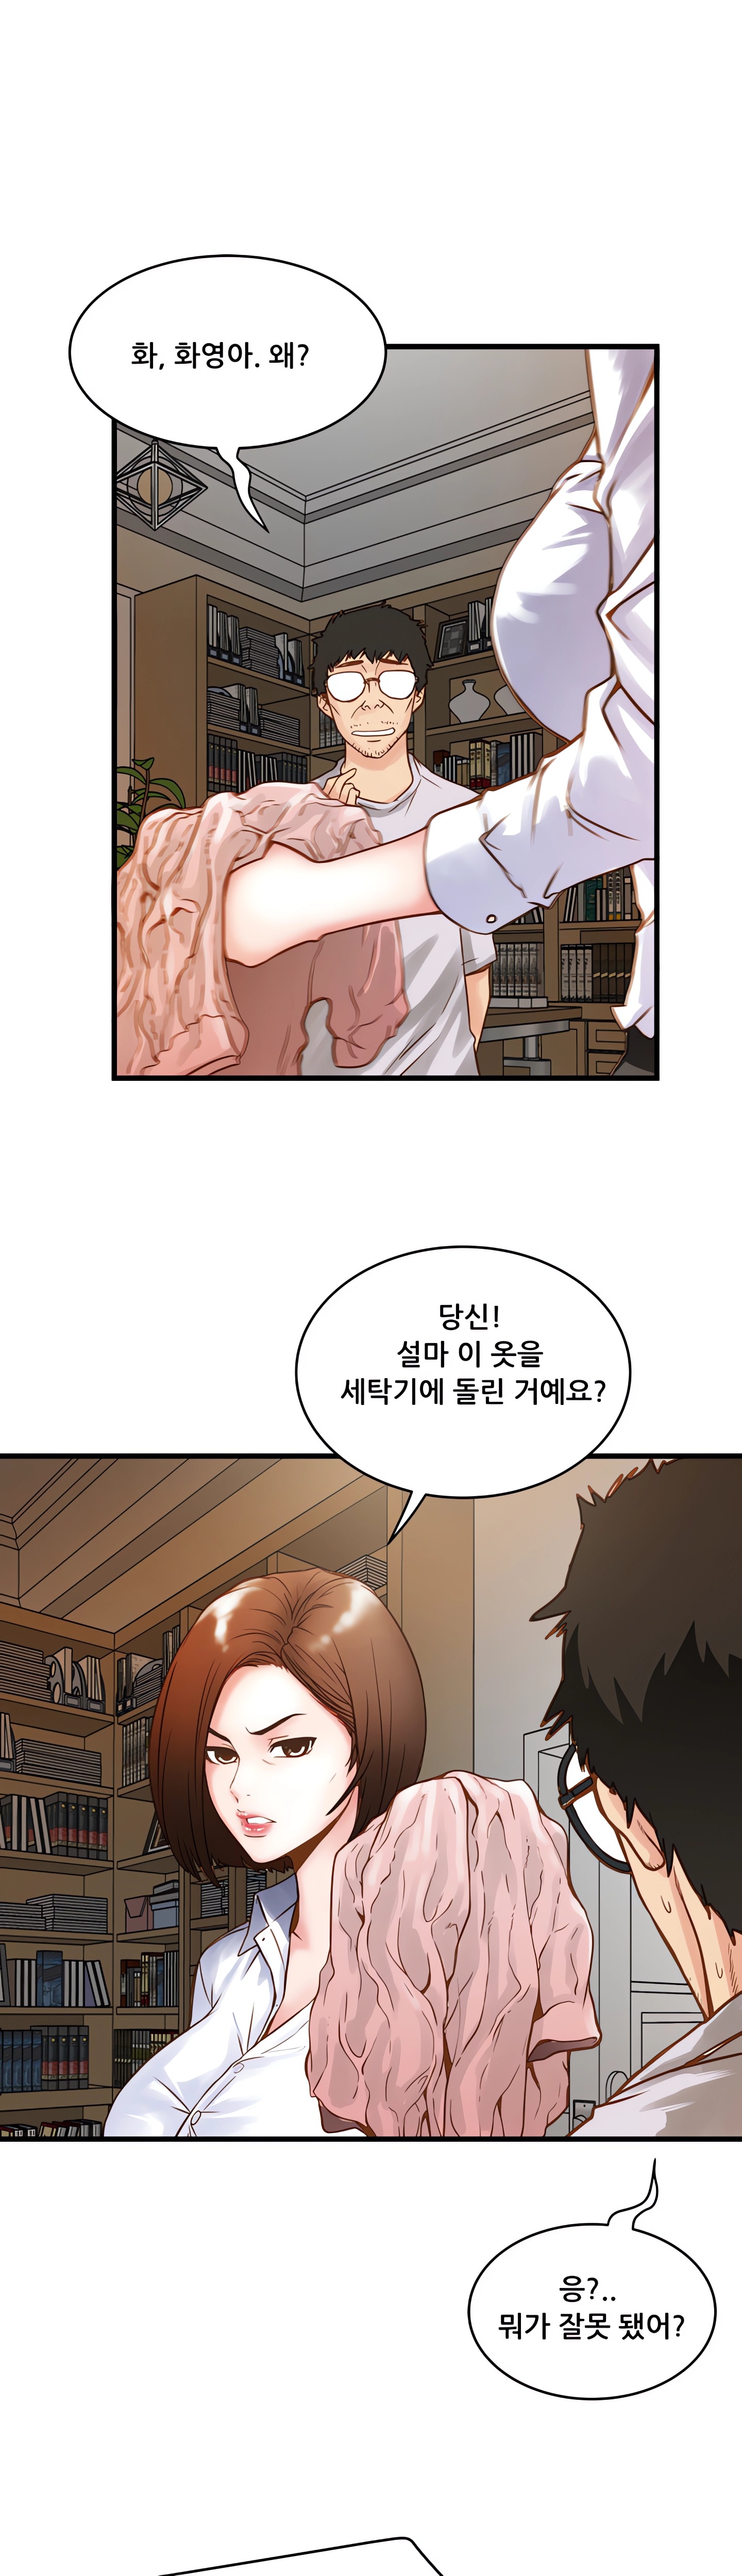 화, 화영아. 왜?
당신!
설마 이 옷을
세탁기에 돌린 거예요?
응?..
뭐가 잘못 됐어?